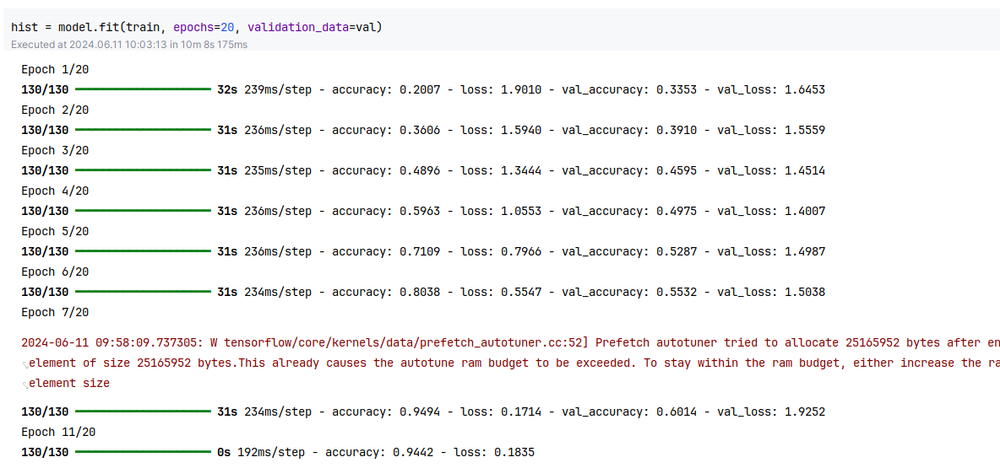 hist = model.fit(train, epochs=20, validation_data=val)
Executed at 2024.06.11 10:03:13 in 10m 8s 175ms
Epoch 1/20
130/130 ━━━━━━━━━━━━━━━━━━━━ 32s 239ms/step - accuracy: 0.2007 - loss: 1.9010 - val_accuracy: 0.3353 - val_loss: 1.6453
Epoch 2/20
130/130 ━━━━━━━━━━━━━━━━━━━━ 31s 236ms/step - accuracy: 0.3606 - loss: 1.5940 - val_accuracy: 0.3910 - val_loss: 1.5559
Epoch 3/20
130/130 ━━━━━━━━━━━━━━━━━━━━ 31s 235ms/step - accuracy: 0.4896 - loss: 1.3444 - val_accuracy: 0.4595 - val_loss: 1.4514
Epoch 4/20
130/130 ━━━━━━━━━━━━━━━━━━━━ 31s 236ms/step - accuracy: 0.5963 - loss: 1.0553 - val_accuracy: 0.4975 - val_loss: 1.4007
Epoch 5/20
130/130 ━━━━━━━━━━━━━━━━━━━━ 31s 236ms/step - accuracy: 0.7109 - loss: 0.7966 - val_accuracy: 0.5287 - val_loss: 1.4987
Epoch 6/20
130/130 ━━━━━━━━━━━━━━━━━━━━ 31s 234ms/step - accuracy: 0.8038 - loss: 0.5547 - val_accuracy: 0.5532 - val_loss: 1.5038
Epoch 7/20
2024-06-11 09:58:09.737305: W tensorflow/core/kernels/data/prefetch_autotuner.cc:52] Prefetch autotuner tried to allocate 25165952 bytes after en
element of size 25165952 bytes.This already causes the autotune ram budget to be exceeded. To stay within the ram budget, either increase the ra
element size
130/130 ━━━━━━━━━━━━━━━━━━━━ 31s 234ms/step - accuracy: 0.9494 - loss: 0.1714 - val_accuracy: 0.6014 - val_loss: 1.9252
Epoch 11/20
130/130 ━━━━━━━━━━━━━━━━━━━━ 0s 192ms/step - accuracy: 0.9442 - loss: 0.1835